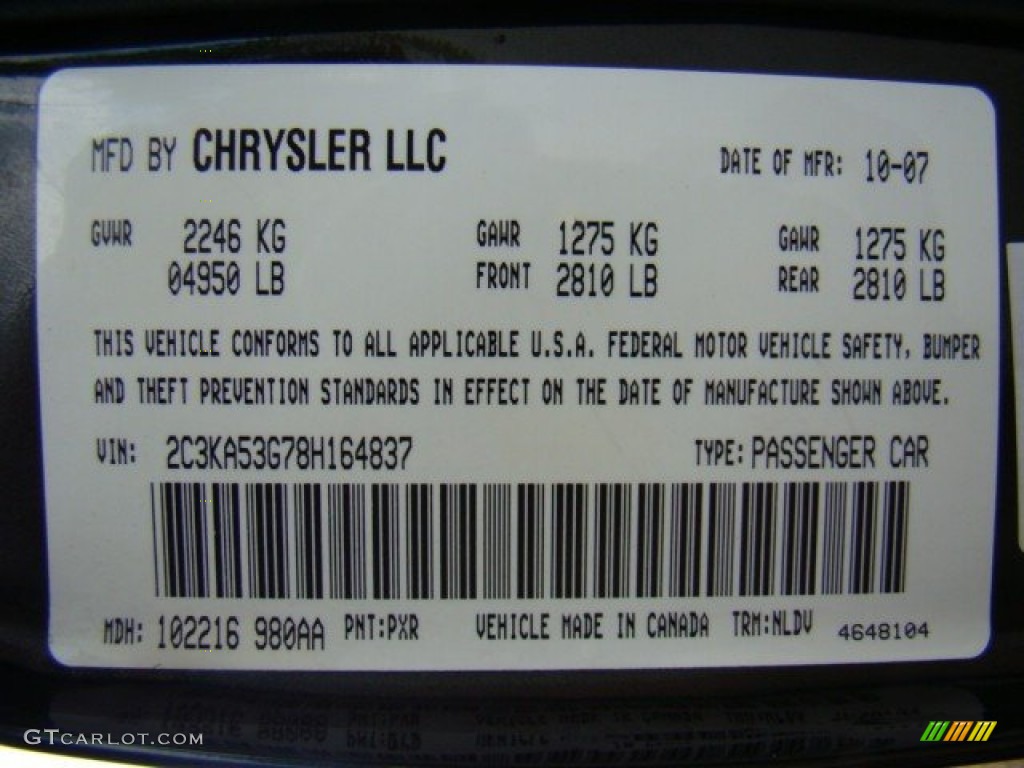 MFD BY CHRYSLER LLC DATE OF MFR: 10-07
GVWR 2246 KG GAWR 1275 KG GAWR 1275 KG
04950 LB FRONT 2810 LB REAR 2810 LB
THIS VEHICLE CONFORMS TO ALL APPLICABLE U.S.A. FEDERAL MOTOR VEHICLE SAFETY, BUMPER
AND THEFT PREVENTION STANDARDS IN EFFECT ON THE DATE OF MANUFACTURE SHOWN ABOVE.
VIN: 2C3KA53G78H164837 TYPE: PASSENGER CAR
MDH: 102216 980AA PNT:PXR VEHICLE MADE IN CANADA TRM:NLDV 4648104
GTCARLOT.COM